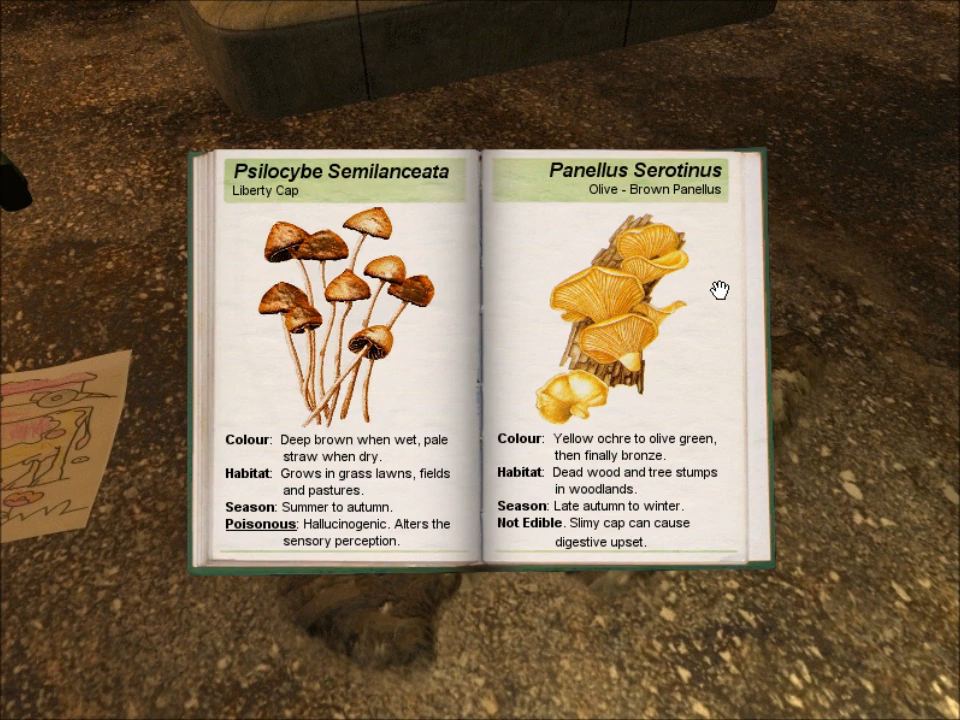 Psilocybe Semilanceata
Liberty Cap
Colour: Deep brown when wet, pale
straw when dry.
Habitat: Grows in grass lawns, fields
and pastures.
Season: Summer to autumn.
Poisonous: Hallucinogenic. Alters the
sensory perception.
Panellus Serotinus
Olive - Brown Panellus
Colour: Yellow ochre to olive green,
then finally bronze.
Habitat: Dead wood and tree stumps
in woodlands.
Season: Late autumn to winter.
Not Edible. Slimy cap can cause
digestive upset.